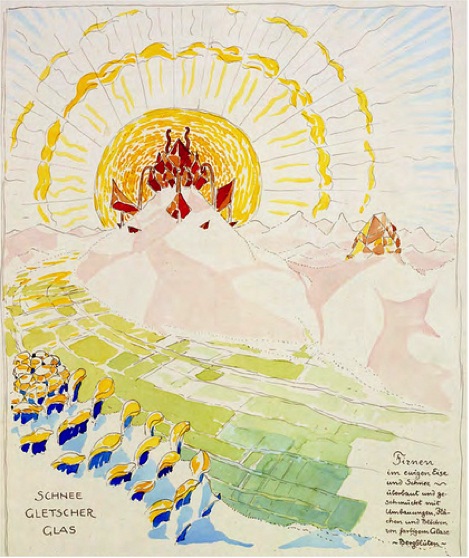 SCHNEE
GLETSCHER
GLAS
Firnen
im ewigen Eise
und Schnee ~
überbaut und ge-
schmückt mit
Umbauungen, Flä-
chen und Blöcken
von farbigem Glase
~ Bergblüten ~